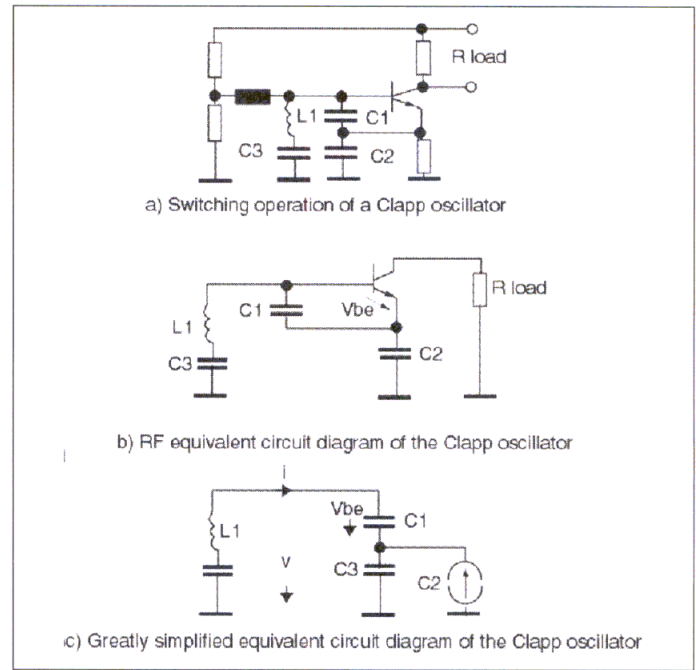 R load
L1
C1
C3
C2
a) Switching operation of a Clapp oscillator
C1
Vbe
R load
L1
C3
C2
b) RF equivalent circuit diagram of the Clapp oscillator
i
Vbe
C1
L1
v
C3
C2
c) Greatly simplified equivalent circuit diagram of the Clapp oscillator